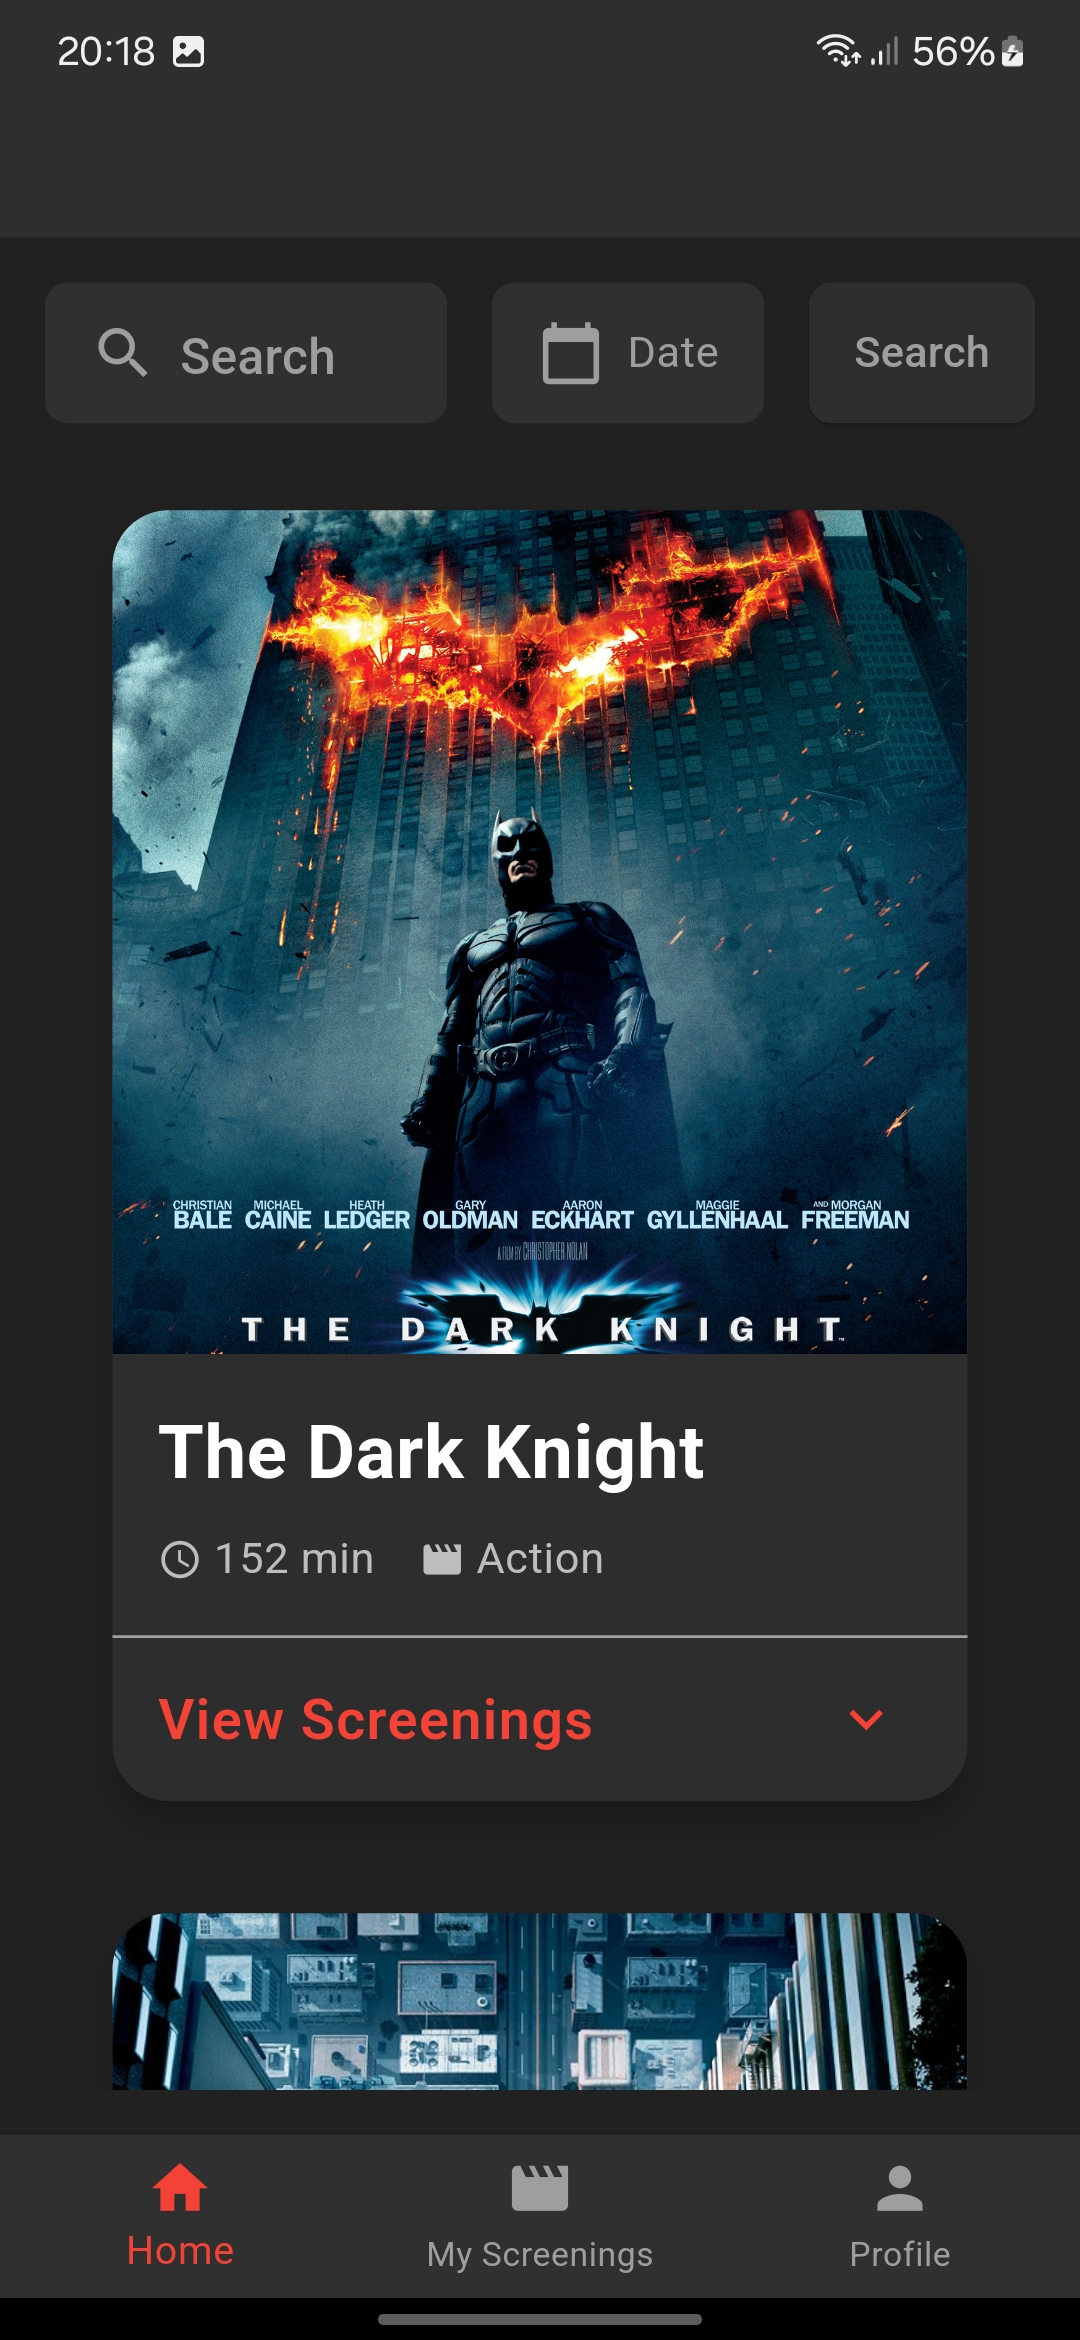 20:18 56%
Search Date Search
CHRISTIAN BALE MICHAEL CAINE HEATH LEDGER GARY OLDMAN AARON ECKHART MAGGIE GYLLENHAAL AND MORGAN FREEMAN
A FILM BY CHRISTOPHER NOLAN
THE DARK KNIGHT™
The Dark Knight
152 min Action
View Screenings
Home My Screenings Profile